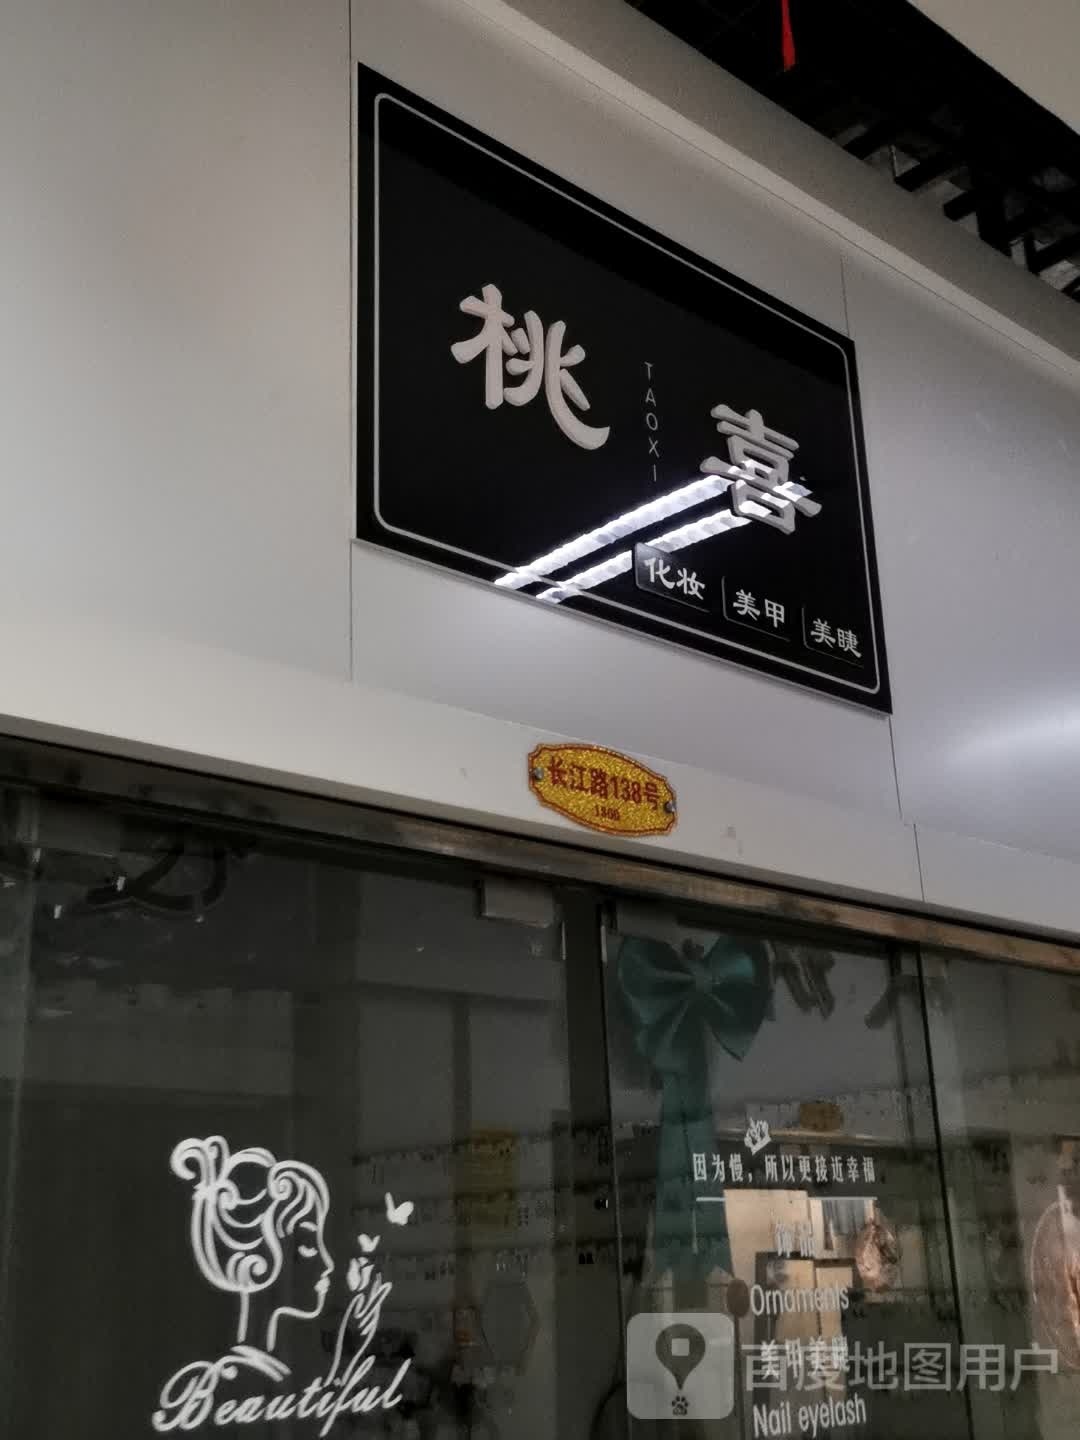 桃喜
TAOXI
化妆 美甲 美睫
长江路138号
因为慢，所以更接近幸福
饰品
Ornaments
美甲美睫
Nail eyelash
Beautiful
百度地图用户